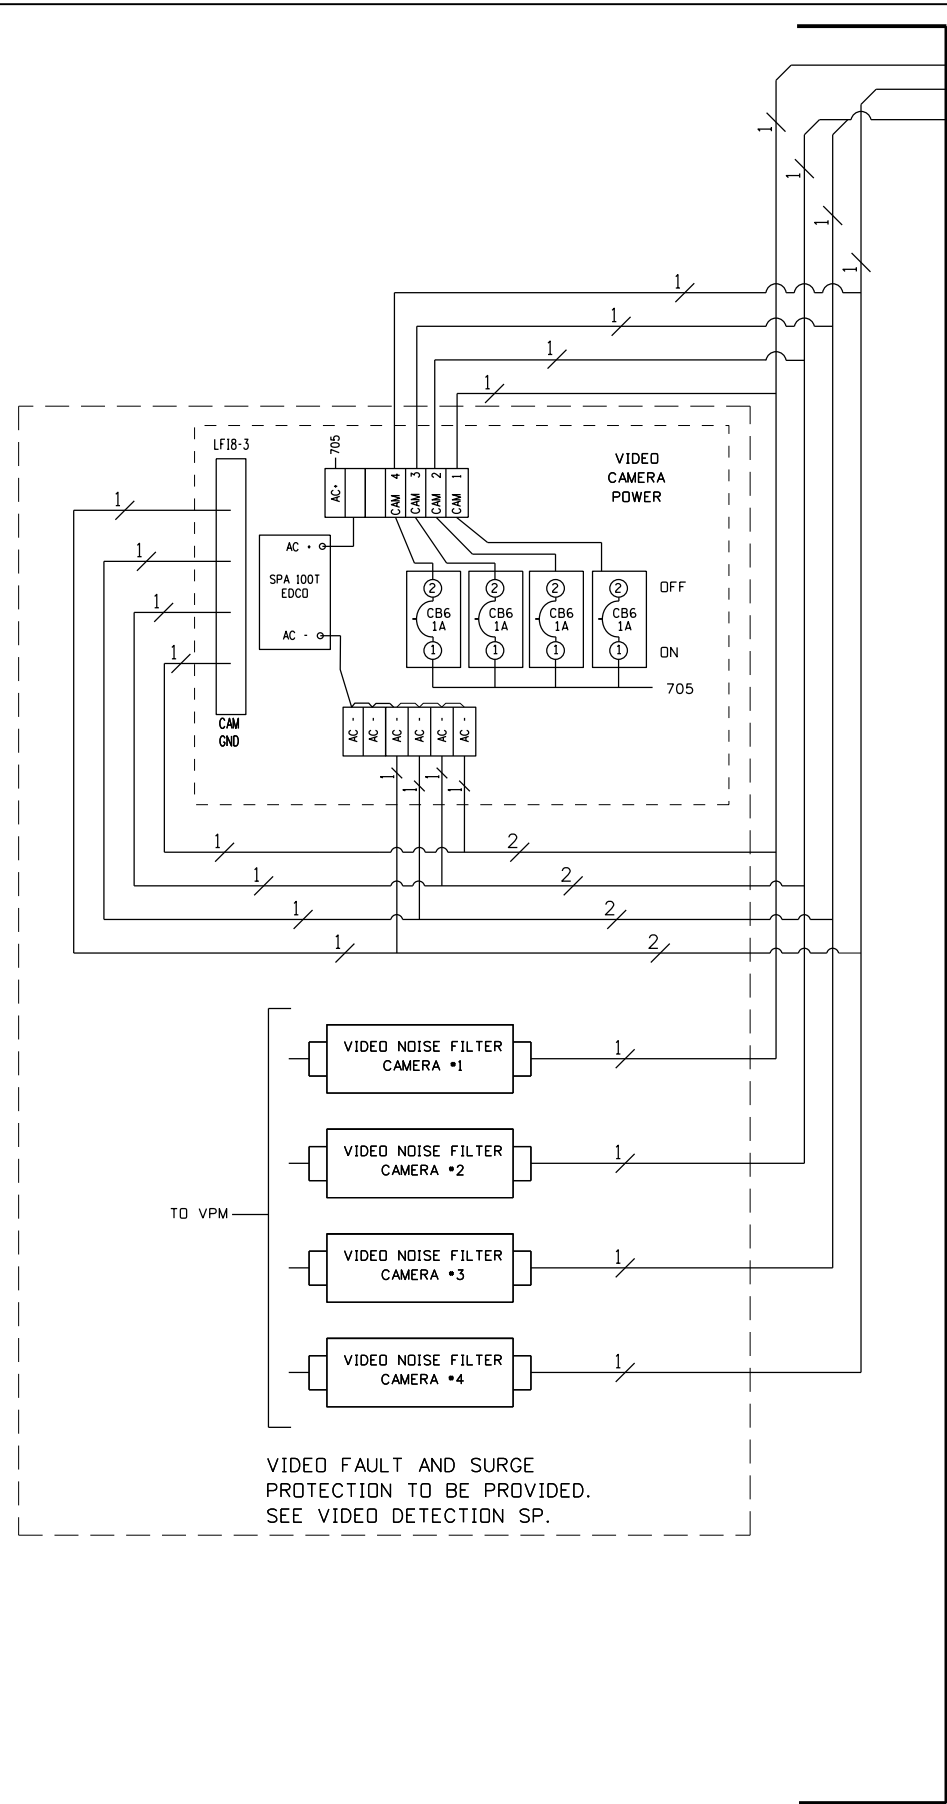 1
1
1
1
1
1
1
1
LFI8-3
705
VIDEO
CAMERA
POWER
AC+
CAM 4
CAM 3
CAM 2
CAM 1
1
1
1
1
AC +
SPA 100T
EDCO
AC -
2
2
2
2
OFF
CB6
1A
CB6
1A
CB6
1A
CB6
1A
1
1
1
1
ON
705
CAM
GND
AC -
AC -
AC -
AC -
AC -
AC -
1
1
1
1
1
2
1
2
1
2
1
2
VIDEO NOISE FILTER
CAMERA #1
1
VIDEO NOISE FILTER
CAMERA #2
1
TO VPM
VIDEO NOISE FILTER
CAMERA #3
1
VIDEO NOISE FILTER
CAMERA #4
1
VIDEO FAULT AND SURGE
PROTECTION TO BE PROVIDED.
SEE VIDEO DETECTION SP.